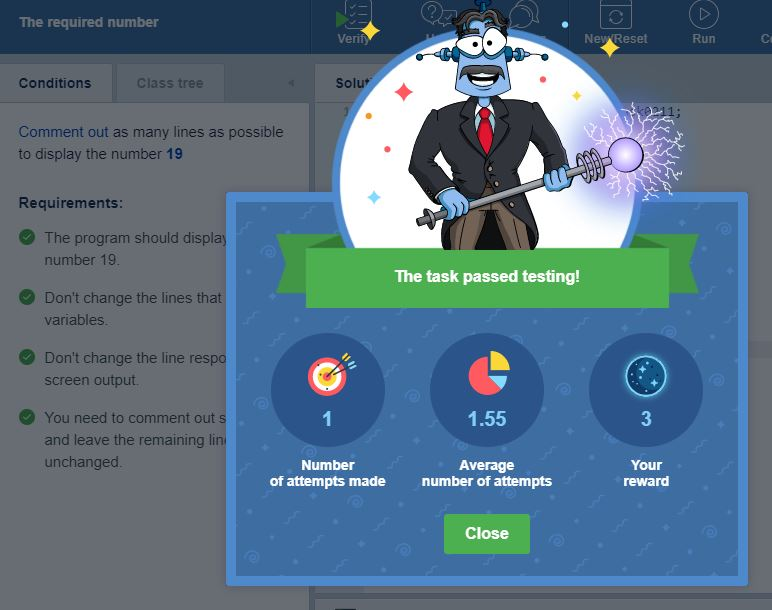 The required number
Verify
New/Reset
Run
Conditions
Class tree
Solut
1
Comment out as many lines as possible
to display the number 19
Requirements:
The program should display
number 19.
Don't change the lines that
variables.
Don't change the line respo
screen output.
You need to comment out s
and leave the remaining line
unchanged.
The task passed testing!
1
Number
of attempts made
1.55
Average
number of attempts
3
Your
reward
Close